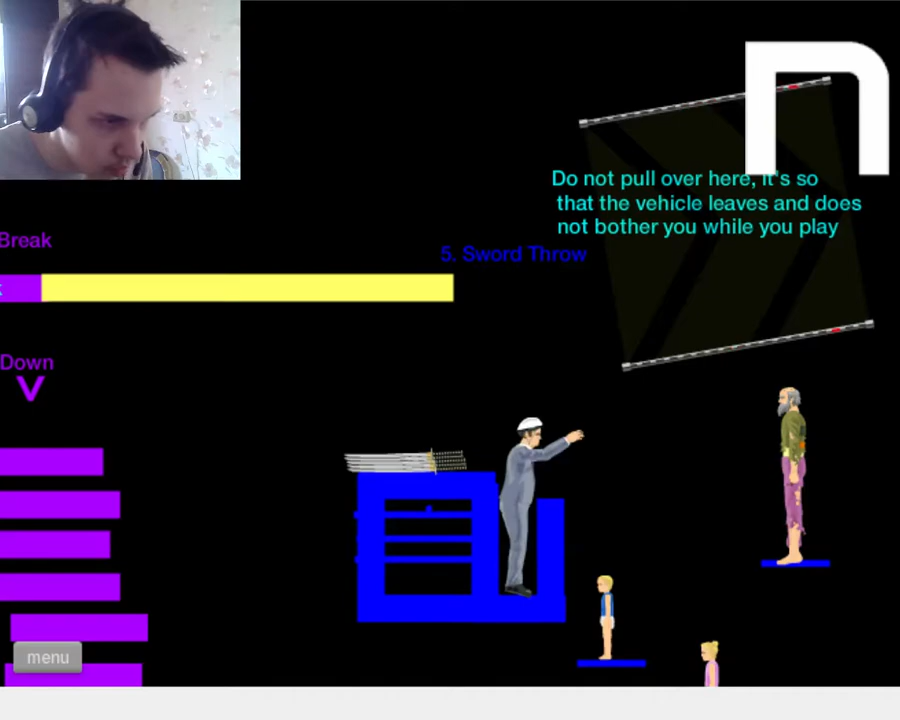 Do not pull over here, it's so
that the vehicle leaves and does
not bother you while you play
Break
5. Sword Throw
Down
V
menu